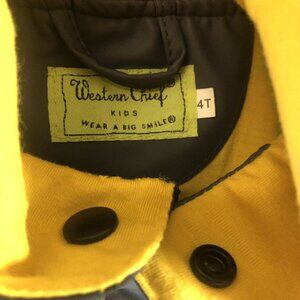 Western Chief®
KIDS
WEAR A BIG SMILE®
4T